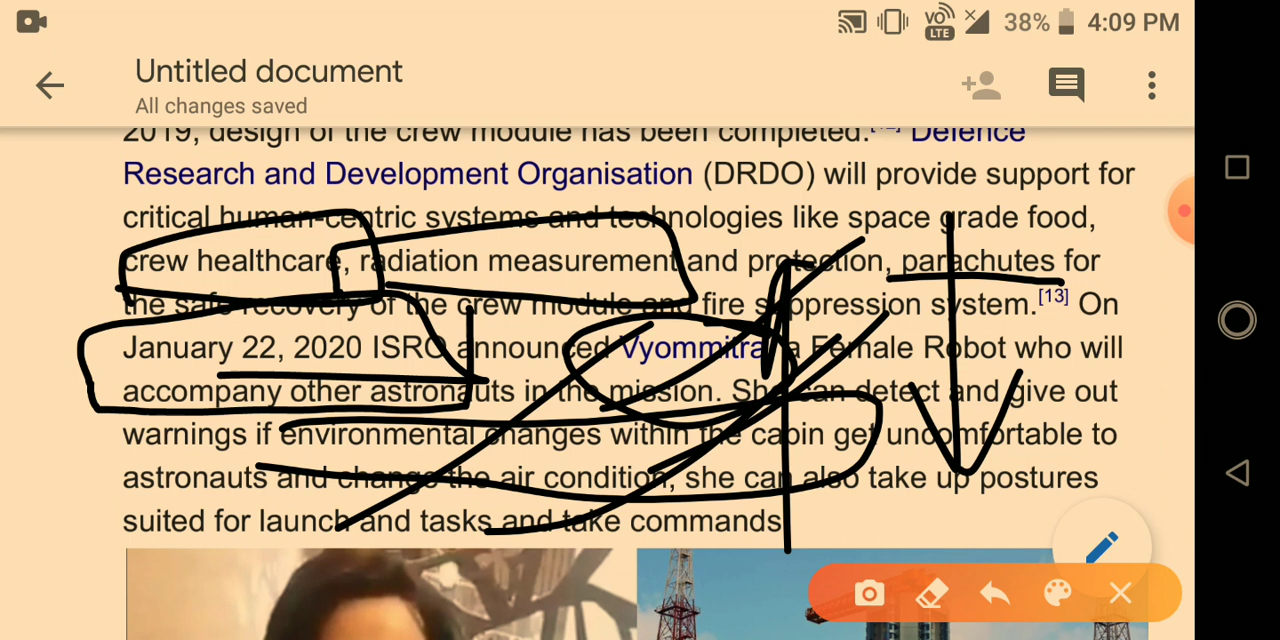 VO LTE 38% 4:09 PM
Untitled document
All changes saved
2019, design of the crew module has been completed.[12] Defence
Research and Development Organisation (DRDO) will provide support for
critical human-centric systems and technologies like space grade food,
crew healthcare, radiation measurement and protection, parachutes for
the safe recovery of the crew module and fire suppression system.[13] On
January 22, 2020 ISRO announced Vyommitra, a Female Robot who will
accompany other astronauts in the mission. She can detect and give out
warnings if environmental changes within the cabin get uncomfortable to
astronauts and change the air condition, she can also take up postures
suited for launch and tasks and take commands